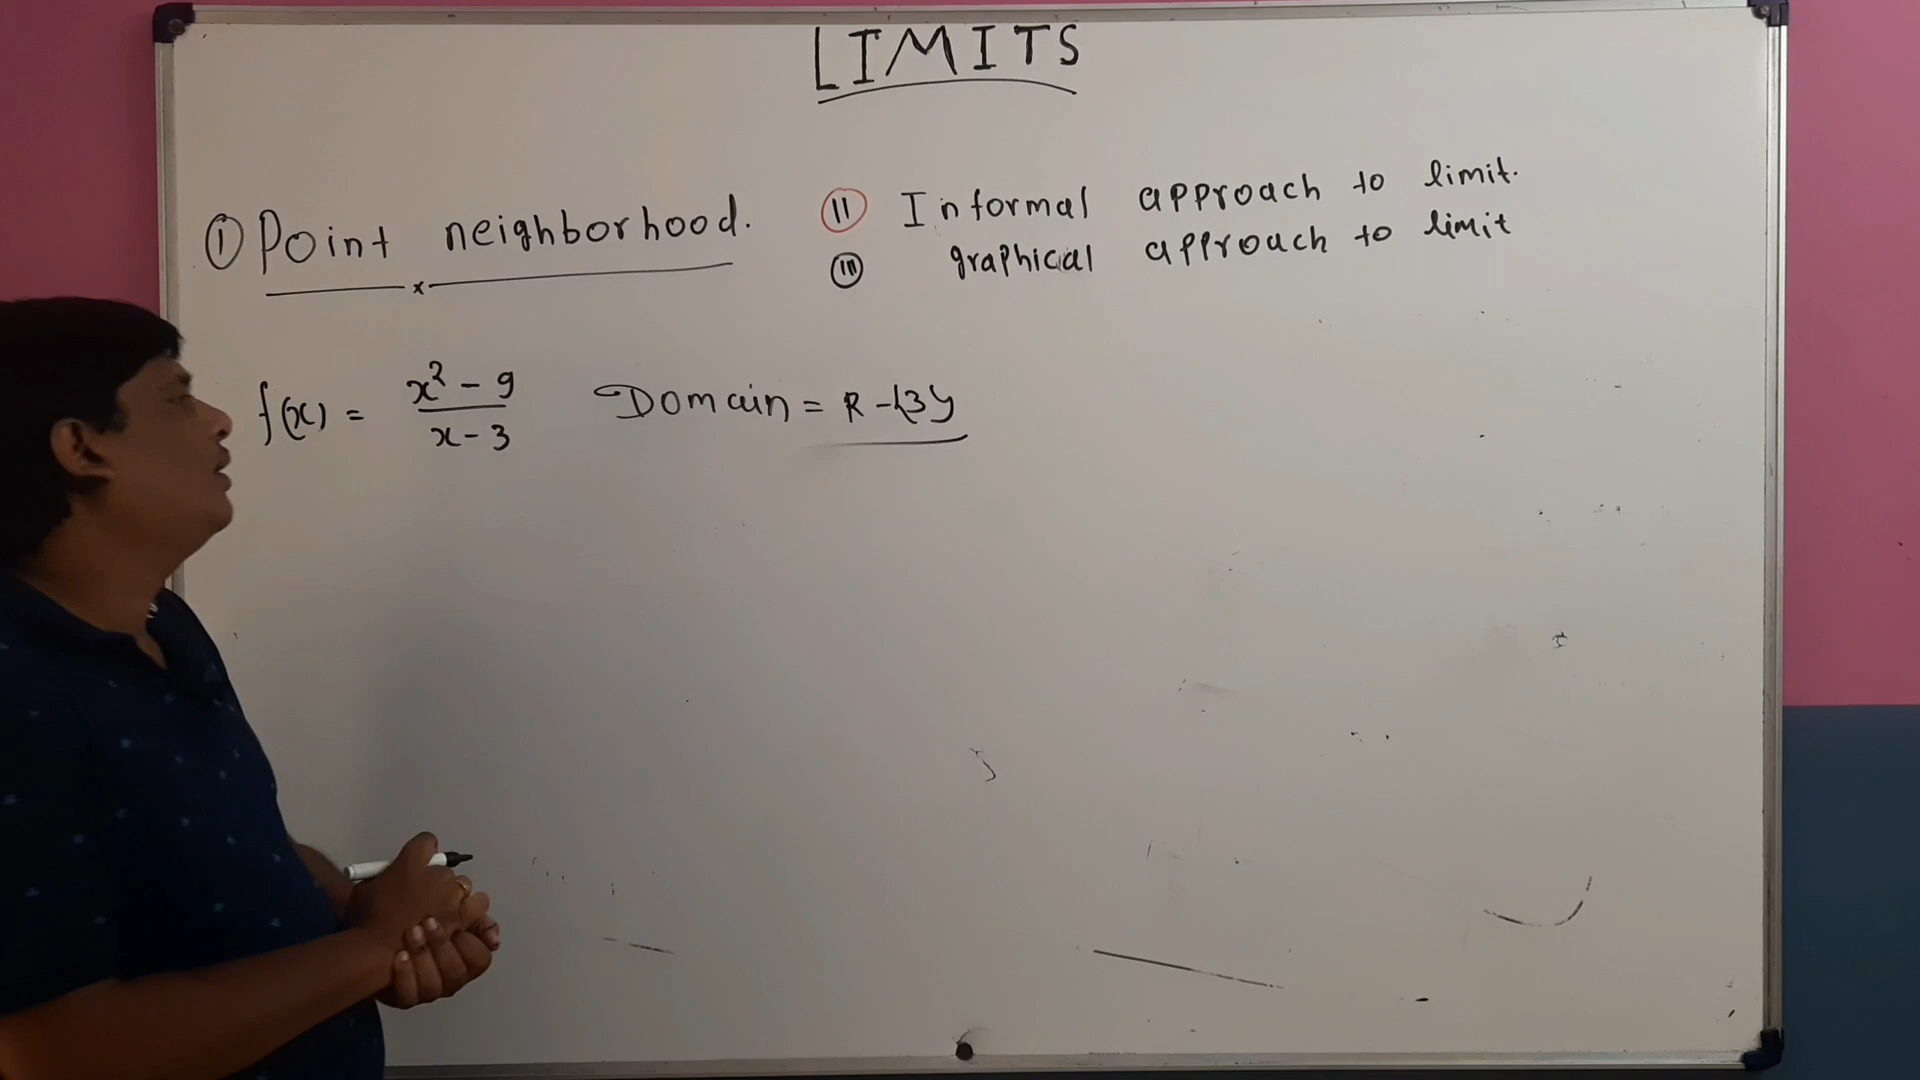 LIMITS
① Point neighborhood.
Ⓘⓘ Informal approach to limit.
ⓘⓘⓘ graphical approach to limit
f(x) = x² - 9 / x - 3 Domain = R - {3}